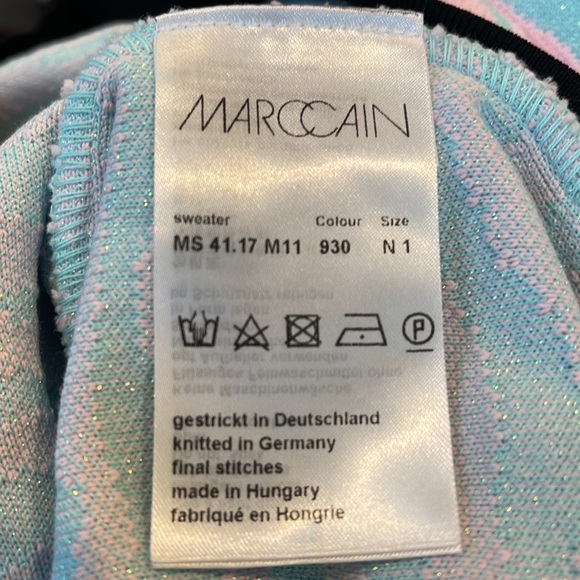 MARCCAIN
sweater Colour Size
MS 41.17 M11 930 N 1
P
gestrickt in Deutschland
knitted in Germany
final stitches
made in Hungary
fabriqué en Hongrie